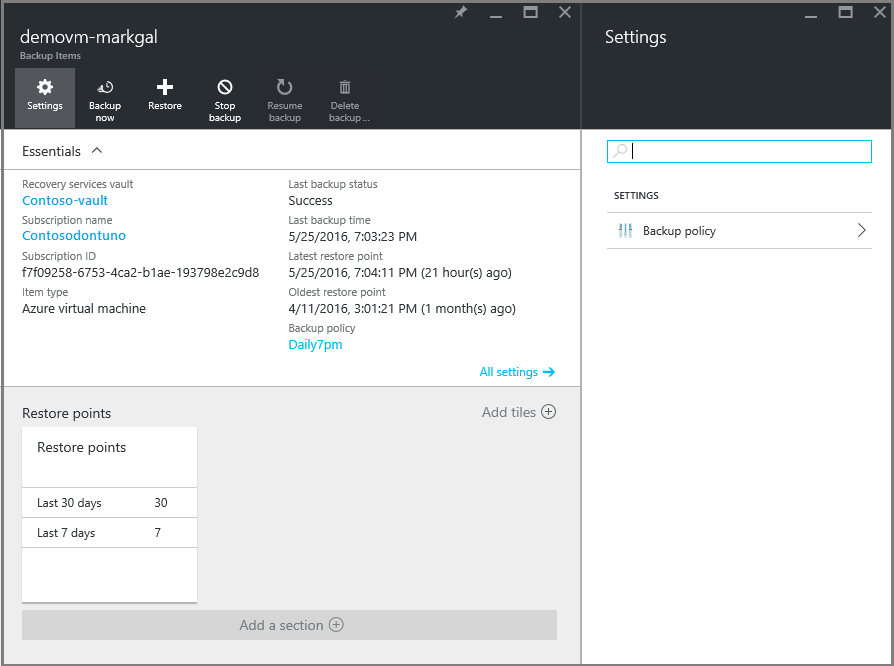 demovm-markgal
Backup Items
Settings
Backup now
Restore
Stop backup
Resume backup
Delete backup ...
Essentials
Recovery services vault
Contoso-vault
Subscription name
Contosodontuno
Subscription ID
f7f09258-6753-4ca2-b1ae-193798e2c9d8
Item type
Azure virtual machine
Last backup status
Success
Last backup time
5/25/2016, 7:03:23 PM
Latest restore point
5/25/2016, 7:04:11 PM (21 hour(s) ago)
Oldest restore point
4/11/2016, 3:01:21 PM (1 month(s) ago)
Backup policy
Daily7pm
All settings
Restore points
Add tiles
Restore points
Last 30 days 30
Last 7 days 7
Add a section
Settings
SETTINGS
Backup policy